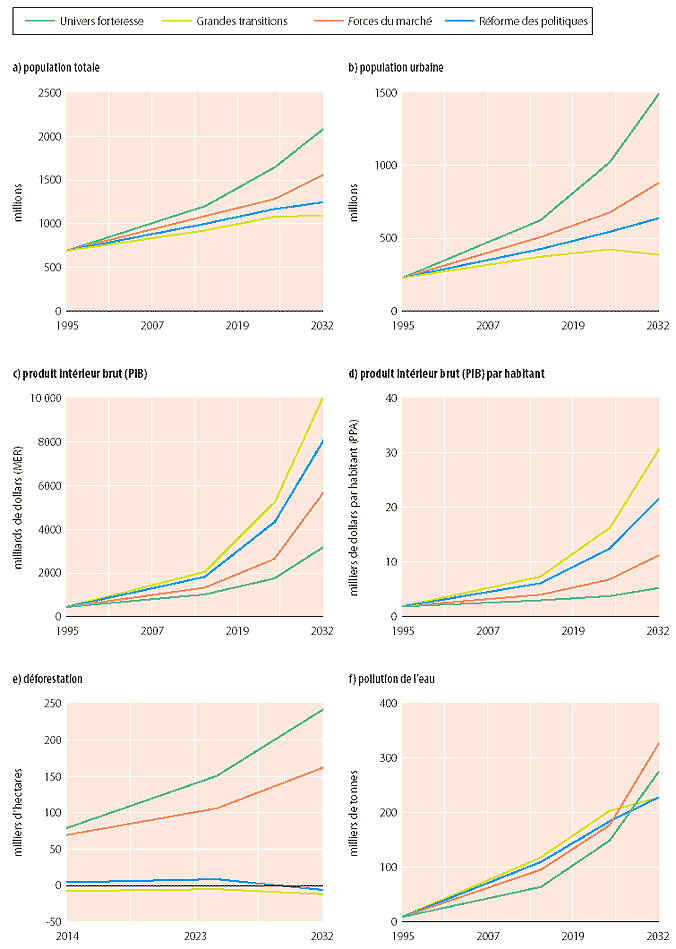 Univers forteresse Grandes transitions Forces du marché Réforme des politiques
a) population totale
2500
2000
1500
1000
500
0
millions
1995 2007 2019 2032
b) population urbaine
1500
1000
500
0
millions
1995 2007 2019 2032
c) produit intérieur brut (PIB)
10 000
8000
6000
4000
2000
0
milliards de dollars (MER)
1995 2007 2019 2032
d) produit intérieur brut (PIB) par habitant
40
30
20
10
0
milliers de dollars par habitant (PPA)
1995 2007 2019 2032
e) déforestation
250
200
150
100
50
0
-50
milliers d'hectares
2014 2023 2032
f) pollution de l'eau
400
300
200
100
0
milliers de tonnes
1995 2007 2019 2032